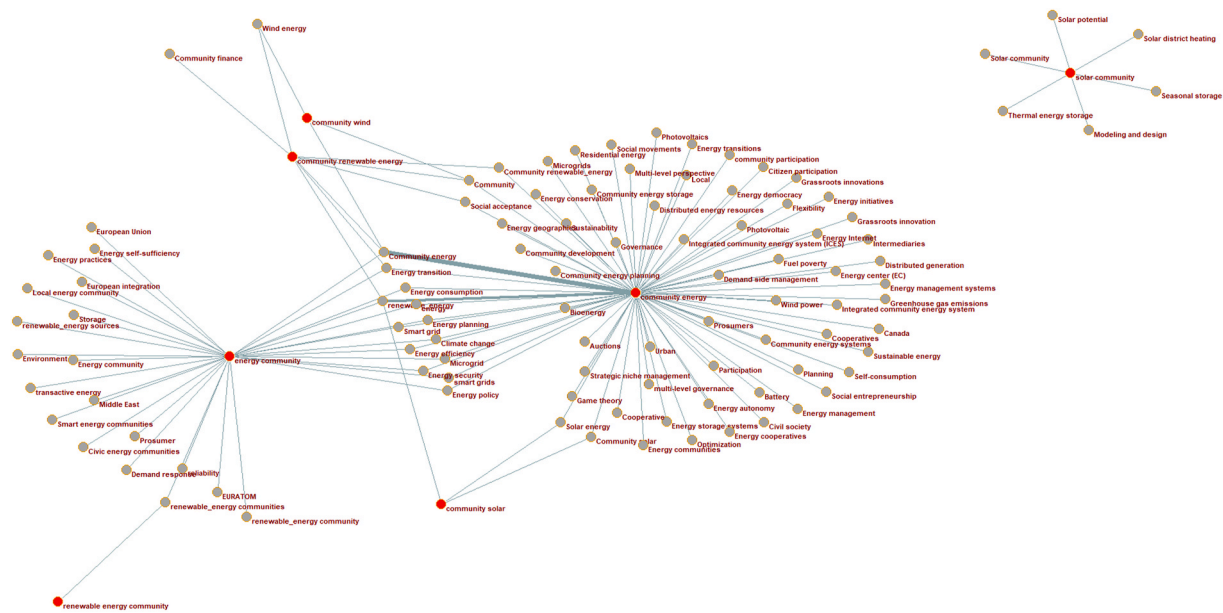 Solar potential
Wind energy
Solar district heating
Community finance
Solar community
solar community
Seasonal storage
Thermal energy storage
community wind
Modeling and design
Photovoltaics
Social movements
Energy transitions
Residential energy
community renewable energy
community participation
Microgrids
Citizen participation
Community renewable_energy
Multi-level perspective
Local
Grassroots innovations
Community
Energy conservation
Community energy storage
Energy democracy
Energy initiatives
Social acceptance
Distributed energy resources
Flexibility
Grassroots innovation
Energy geographies
Sustainability
Photovoltaic
European Union
Energy Internet
Governance
Integrated community energy system (ICES)
Intermediaries
Energy self-sufficiency
Community development
Community energy
Energy practices
Fuel poverty
Distributed generation
Energy transition
Community energy planning
Demand side management
Energy center (EC)
European integration
Energy management systems
Local energy community
Energy consumption
community energy
renewable_energy
energy
Wind power
Greenhouse gas emissions
Integrated community energy system
Bioenergy
Storage
renewable_energy sources
Energy planning
Smart grid
Prosumers
Canada
Cooperatives
Climate change
Auctions
Community energy systems
Urban
Energy efficiency
Sustainable energy
Environment
Energy community
energy community
Microgrid
Energy security
smart grids
Strategic niche management
Participation
Planning
Self-consumption
transactive energy
Energy policy
multi-level governance
Battery
Social entrepreneurship
Middle East
Game theory
Energy autonomy
Energy management
Smart energy communities
Cooperative
Solar energy
Energy storage systems
Civil society
Energy cooperatives
Prosumer
Civic energy communities
Community solar
Optimization
Energy communities
Demand response
reliability
EURATOM
renewable_energy communities
community solar
renewable_energy community
renewable energy community